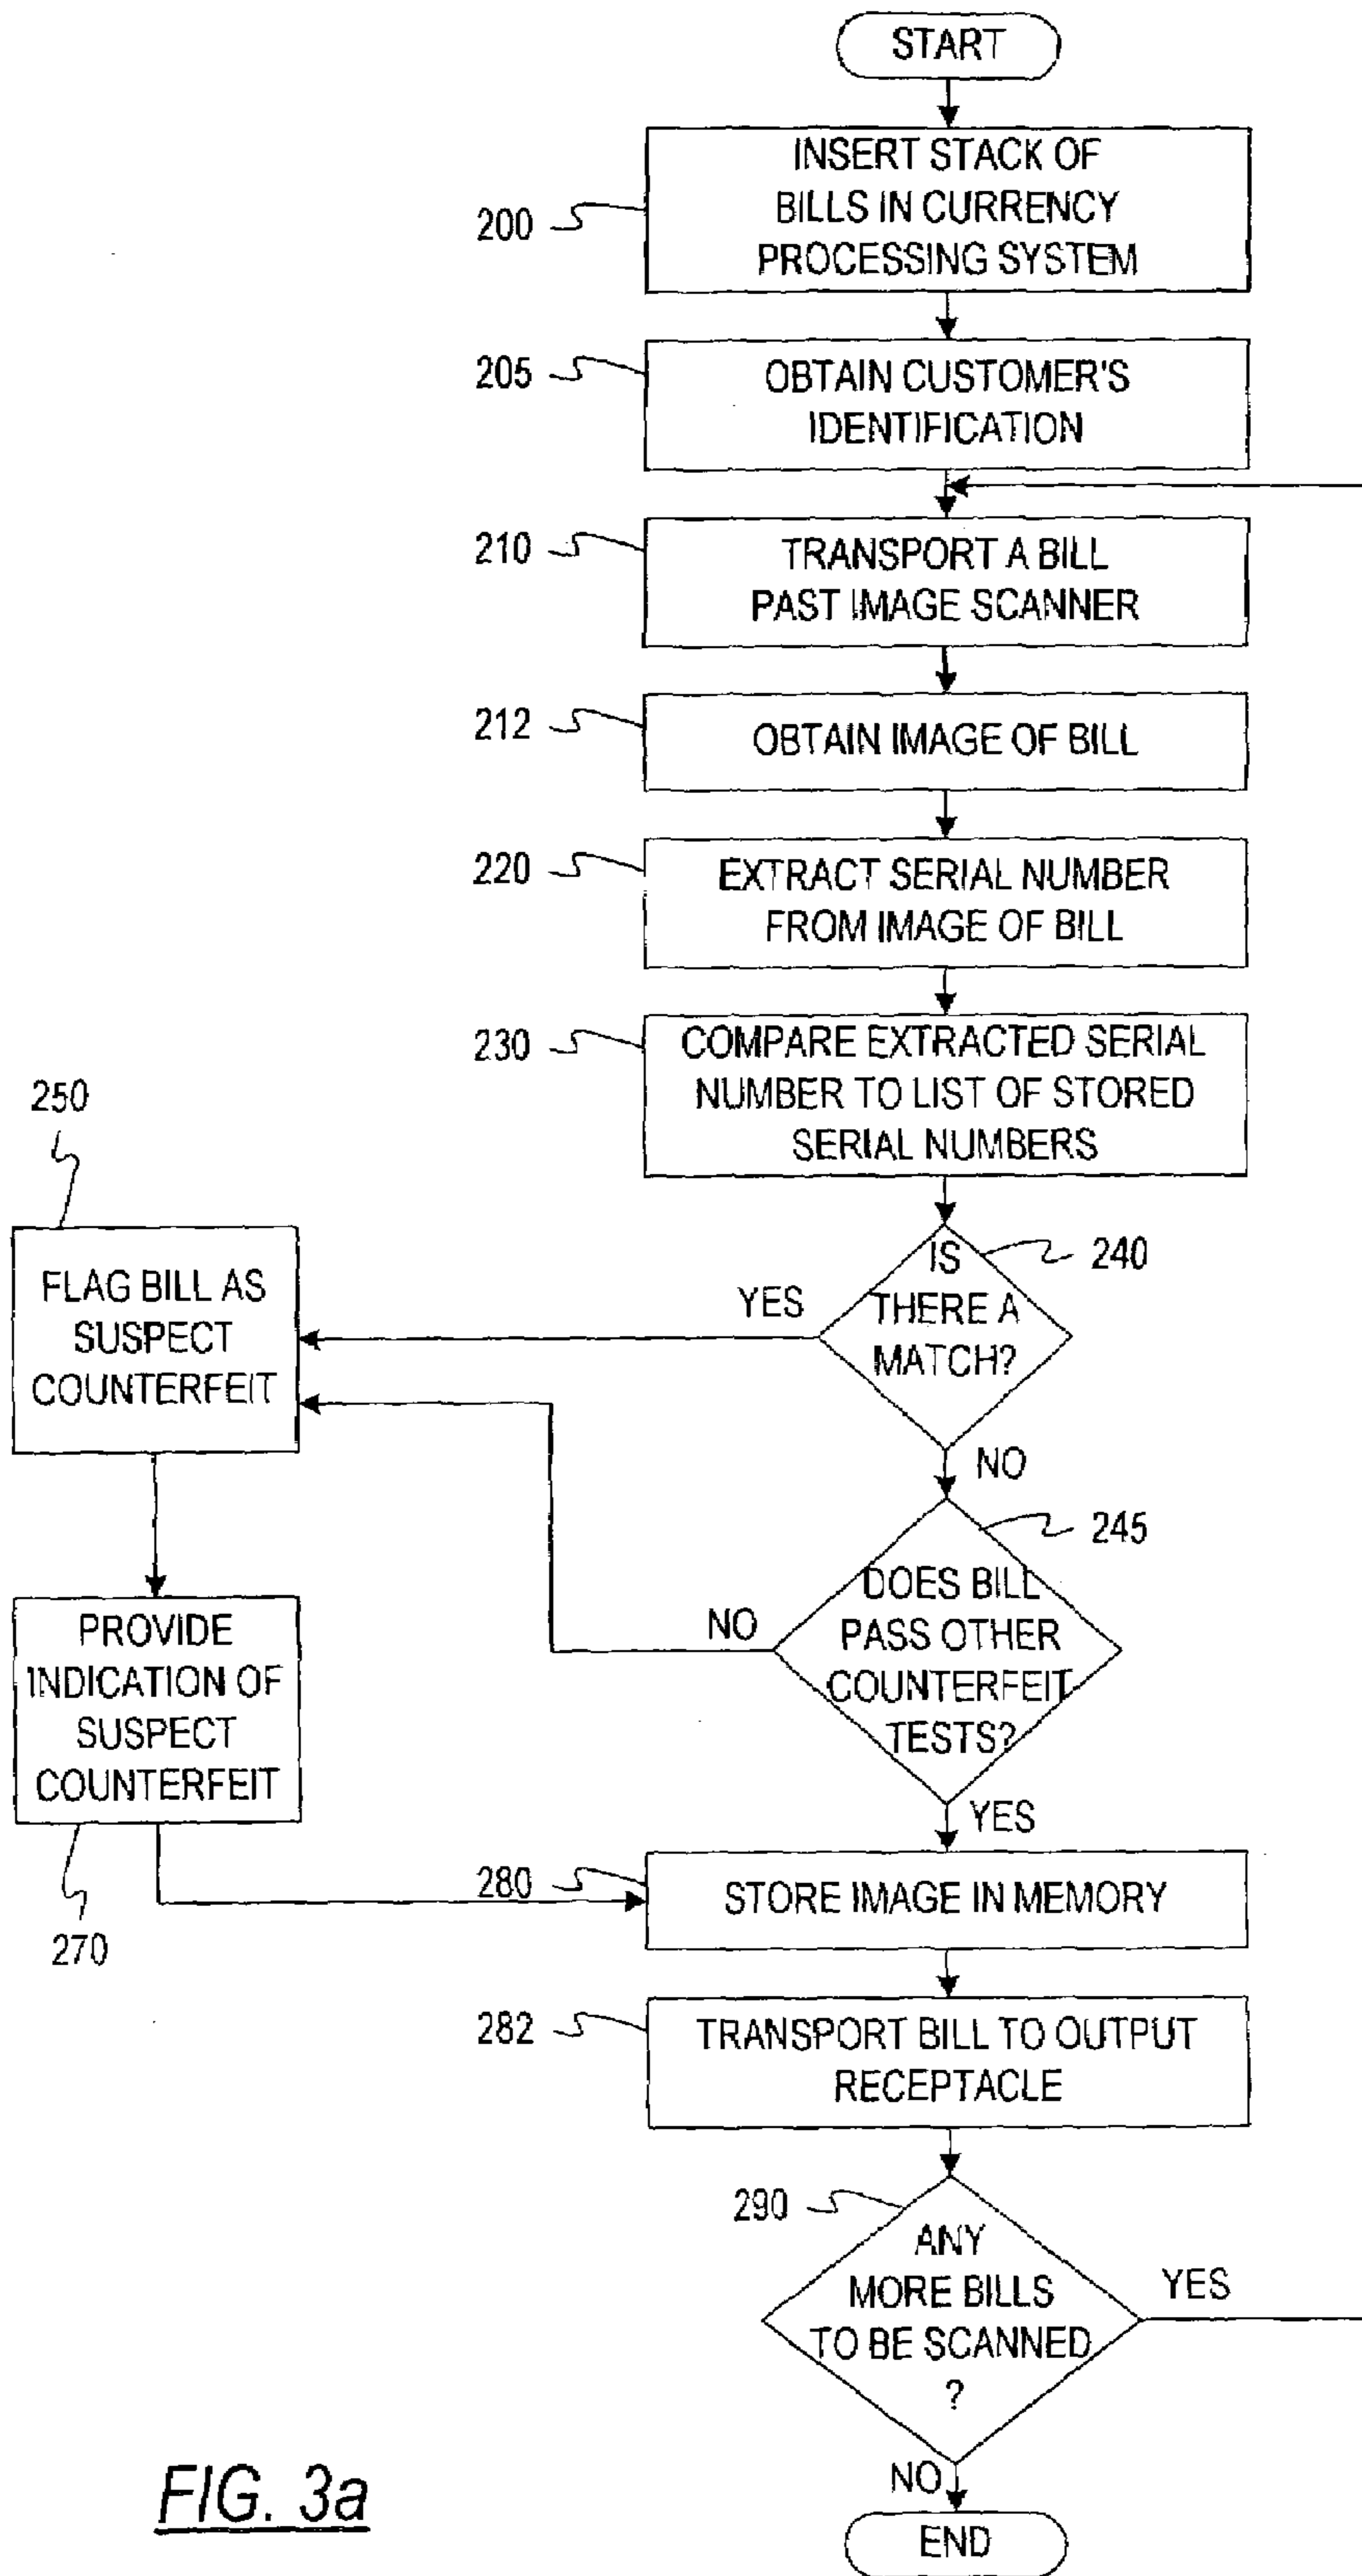 START
INSERT STACK OF
BILLS IN CURRENCY
PROCESSING SYSTEM
200
OBTAIN CUSTOMER'S
IDENTIFICATION
205
TRANSPORT A BILL
PAST IMAGE SCANNER
210
OBTAIN IMAGE OF BILL
212
EXTRACT SERIAL NUMBER
FROM IMAGE OF BILL
220
COMPARE EXTRACTED SERIAL
NUMBER TO LIST OF STORED
SERIAL NUMBERS
230
IS
THERE A
MATCH?
240
YES
NO
250
FLAG BILL AS
SUSPECT
COUNTERFEIT
DOES BILL
PASS OTHER
COUNTERFEIT
TESTS?
245
NO
YES
PROVIDE
INDICATION OF
SUSPECT
COUNTERFEIT
270
STORE IMAGE IN MEMORY
280
TRANSPORT BILL TO OUTPUT
RECEPTACLE
282
ANY
MORE BILLS
TO BE SCANNED
?
290
YES
NO
END
FIG. 3a